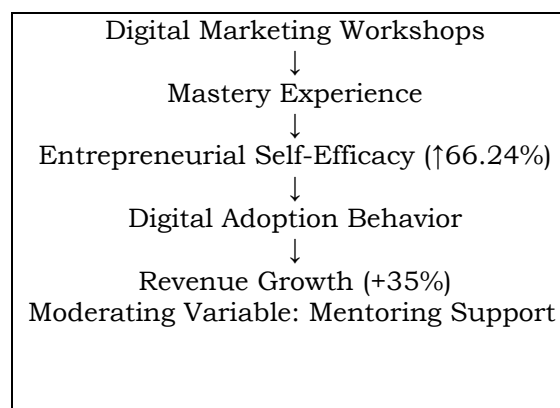 Digital Marketing Workshops
↓
Mastery Experience
↓
Entrepreneurial Self-Efficacy (↑66.24%)
↓
Digital Adoption Behavior
↓
Revenue Growth (+35%)
Moderating Variable: Mentoring Support